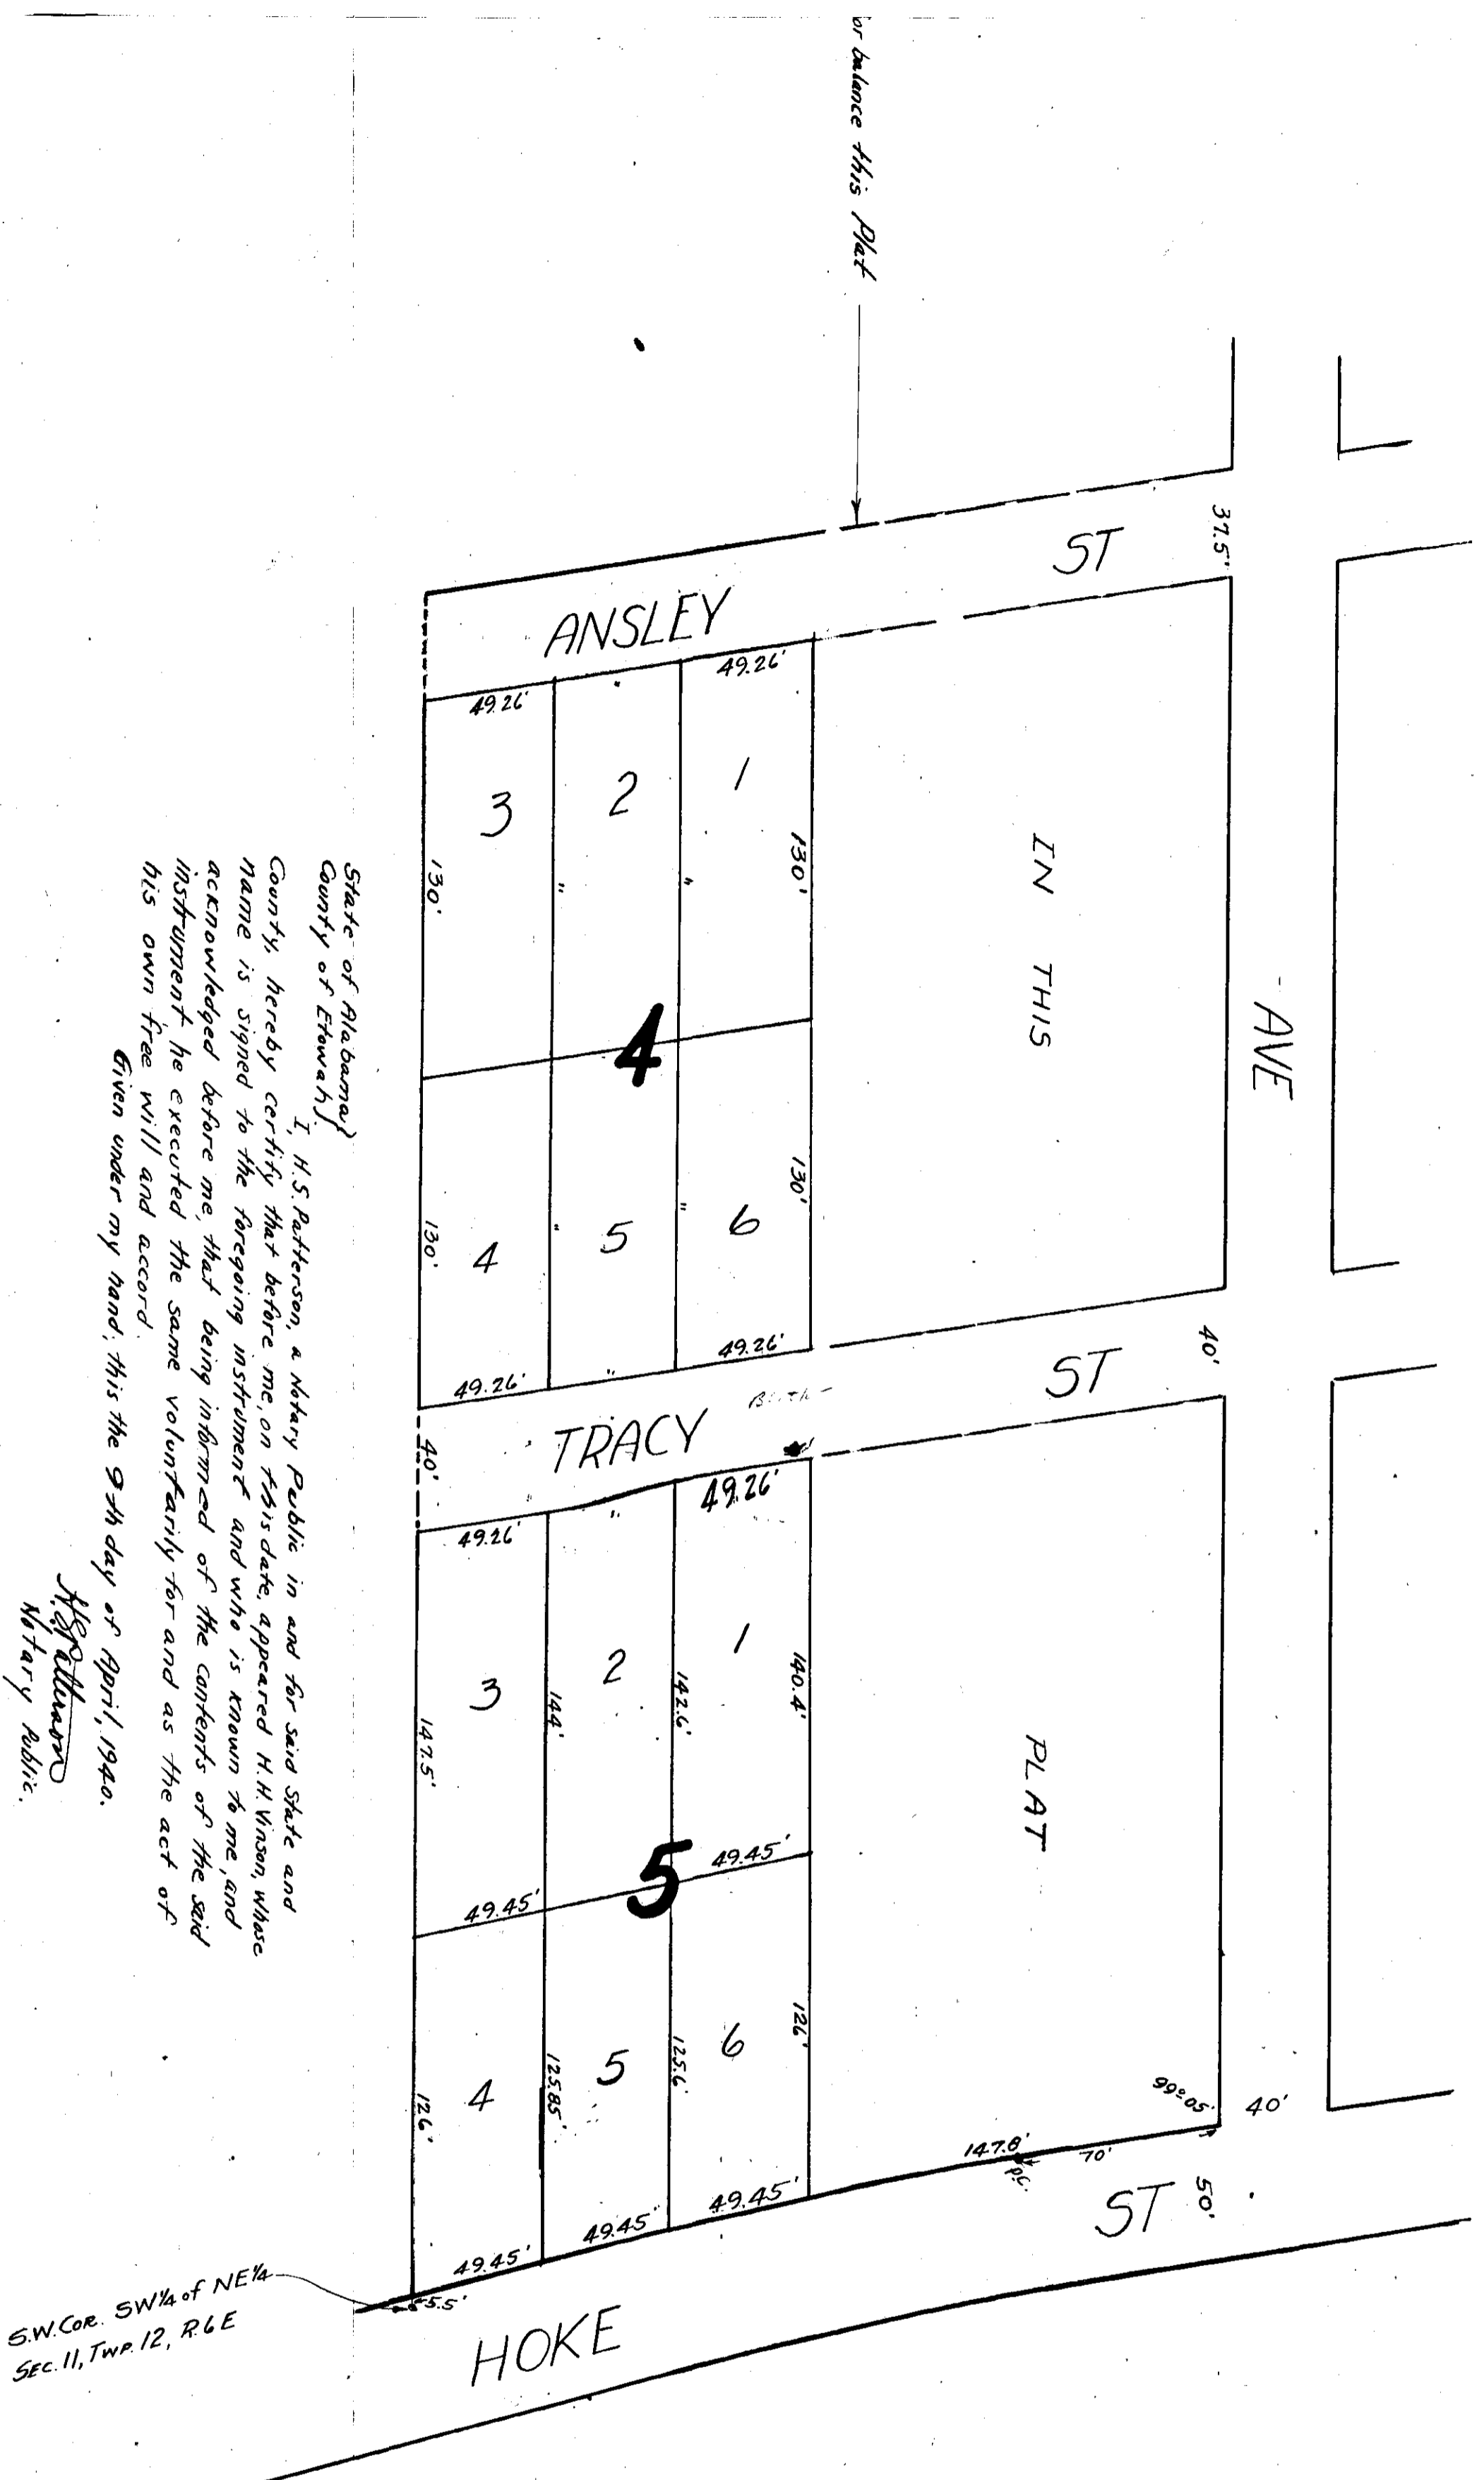 or balance this Plat
37.5'
ST
ANSLEY
49.26'
49.26'
"
1
2
3
130'
"
"
130'
IN THIS
- AVE
4
130'
"
"
130'
6
5
4
49.26'
"
49.26'
40'
ST
TRACY
40'
49.26'
"
49.26'
1
2
3
140.4'
142.6'
144'
147.5'
PLAT
49.45'
5
49.45'
126'
125.6'
125.85'
126'
6
5
4
99°05'
40'
147.8'
70'
P.C.
ST
50'
49.45'
49.45'
49.45'
55.5'
HOKE
S.W. COR. SW¼ of NE¼
SEC. 11, TWP. 12, R. 6 E
State of Alabama}
County of Etowah}
I, H.S. Patterson, a Notary Public in and for said State and
County, hereby certify that before me, on this date, appeared H.H. Vinson, whose
name is signed to the foregoing instrument and who is known to me, and
acknowledged before me, that being informed of the contents of the said
instrument he executed the same voluntarily for and as the act of
his own free will and accord.
Given under my hand, this the 9th day of April, 1940.
H.S. Patterson
Notary Public.